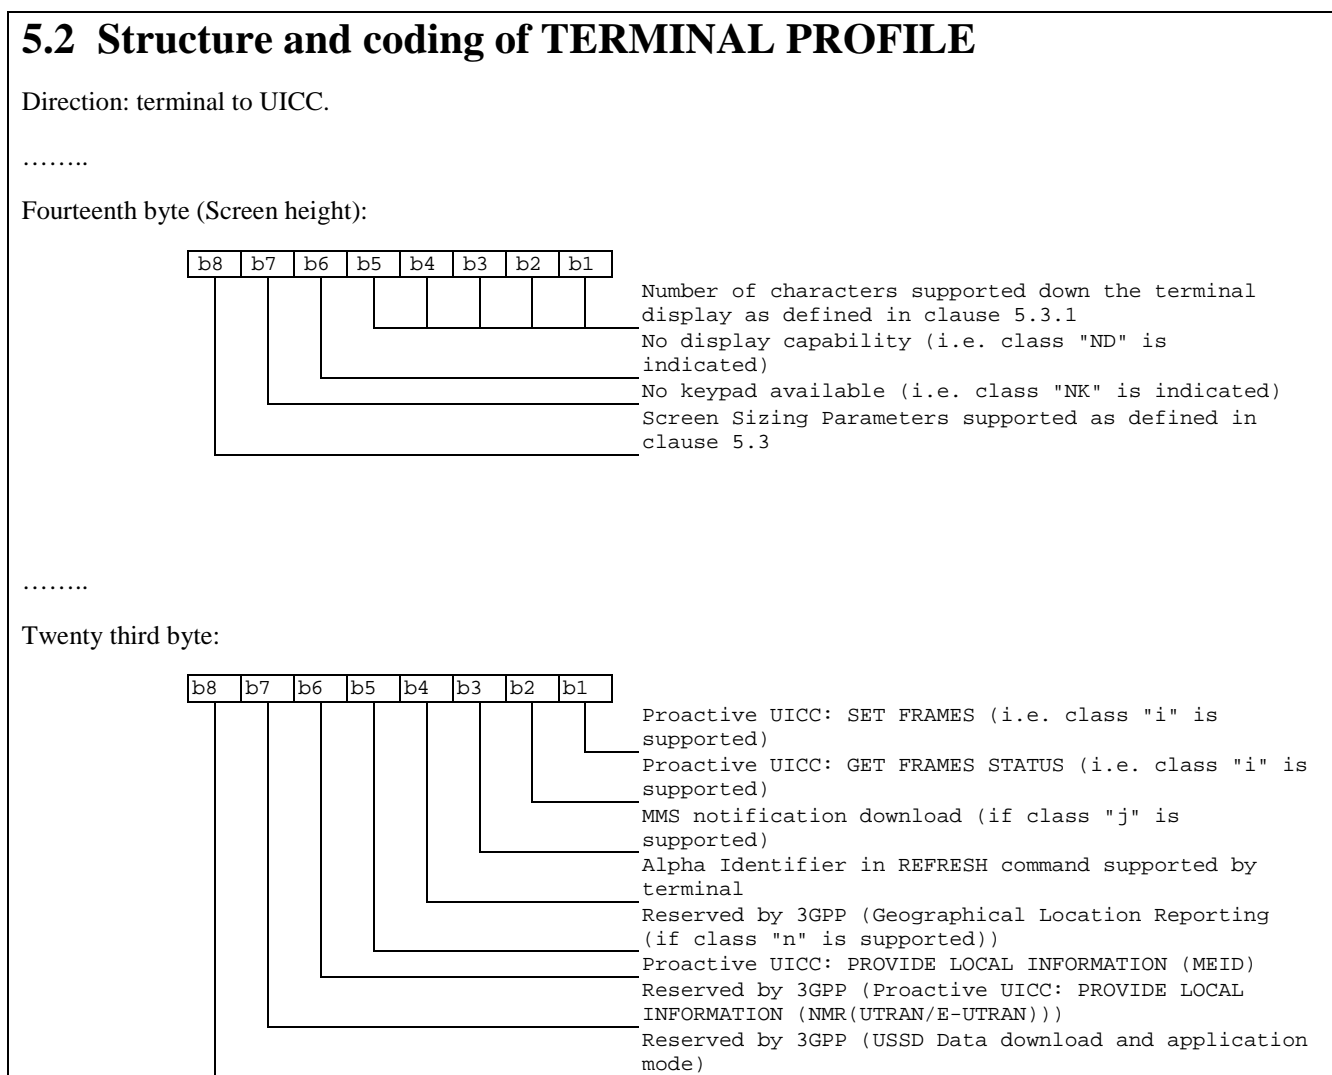 5.2 Structure and coding of TERMINAL PROFILE
Direction: terminal to UICC.
……..
Fourteenth byte (Screen height):
b8 b7 b6 b5 b4 b3 b2 b1
Number of characters supported down the terminal
display as defined in clause 5.3.1
No display capability (i.e. class "ND" is
indicated)
No keypad available (i.e. class "NK" is indicated)
Screen Sizing Parameters supported as defined in
clause 5.3
……..
Twenty third byte:
b8 b7 b6 b5 b4 b3 b2 b1
Proactive UICC: SET FRAMES (i.e. class "i" is
supported)
Proactive UICC: GET FRAMES STATUS (i.e. class "i" is
supported)
MMS notification download (if class "j" is
supported)
Alpha Identifier in REFRESH command supported by
terminal
Reserved by 3GPP (Geographical Location Reporting
(if class "n" is supported))
Proactive UICC: PROVIDE LOCAL INFORMATION (MEID)
Reserved by 3GPP (Proactive UICC: PROVIDE LOCAL
INFORMATION (NMR(UTRAN/E-UTRAN)))
Reserved by 3GPP (USSD Data download and application
mode)